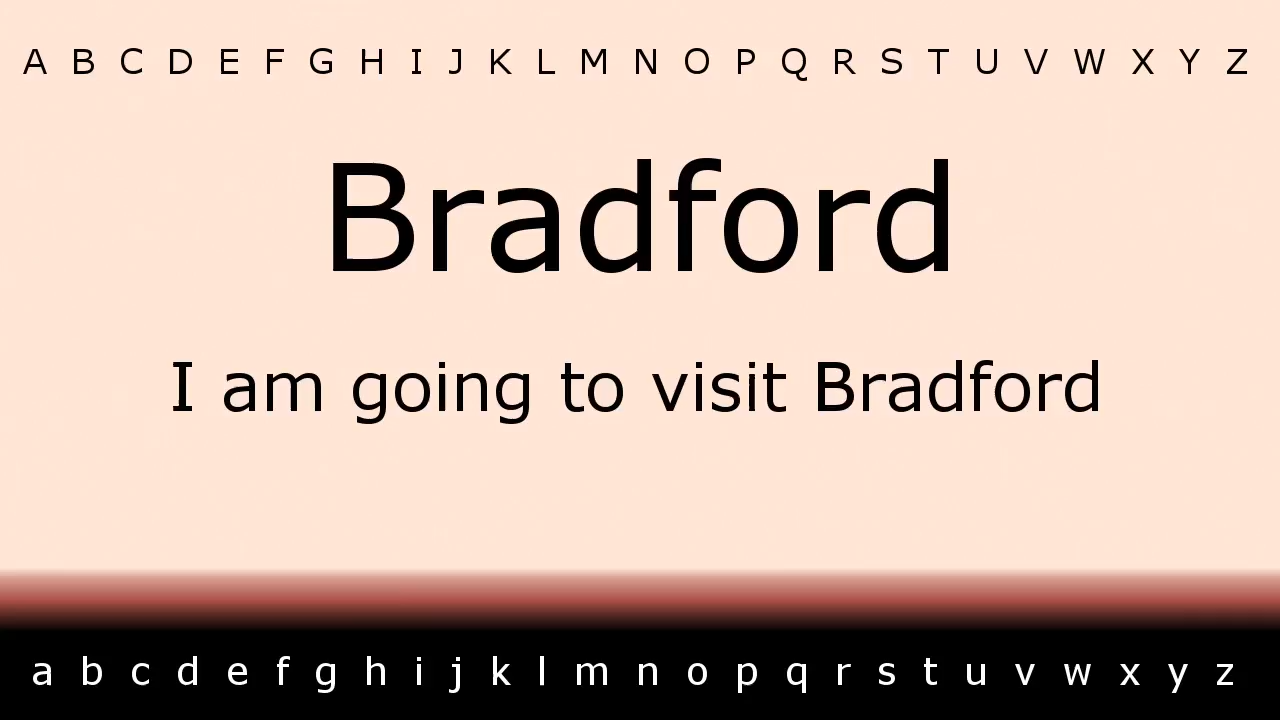 A B C D E F G H I J K L M N O P Q R S T U V W X Y Z
Bradford
I am going to visit Bradford
a b c d e f g h i j k l m n o p q r s t u v w x y z